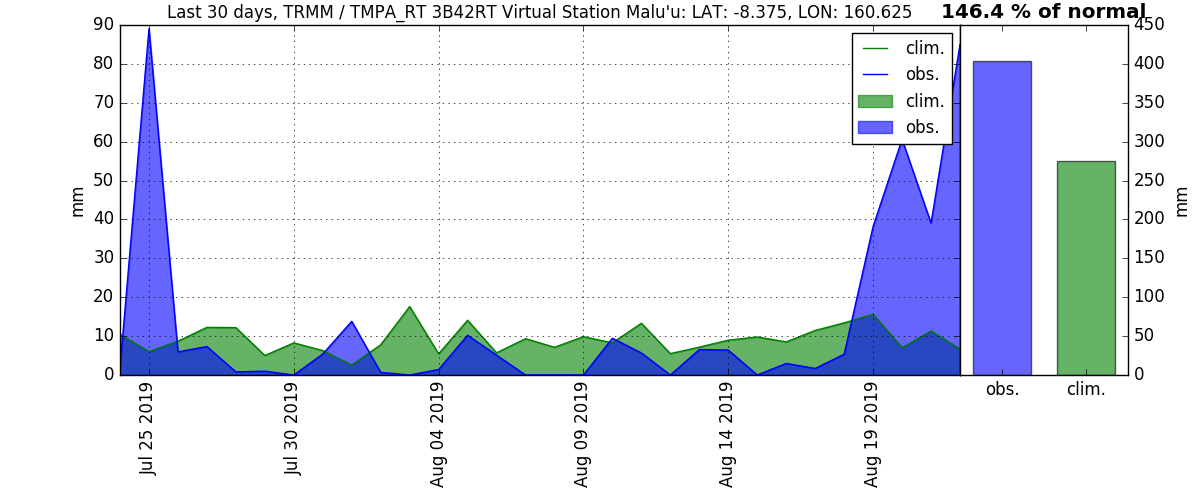 Last 30 days, TRMM / TMPA_RT 3B42RT Virtual Station Malu'u: LAT: -8.375, LON: 160.625
146.4 % of normal
90
80
70
60
50
40
30
20
10
0
mm
clim.
obs.
clim.
obs.
450
400
350
300
250
200
150
100
50
0
mm
Jul 25 2019
Jul 30 2019
Aug 04 2019
Aug 09 2019
Aug 14 2019
Aug 19 2019
obs.
clim.